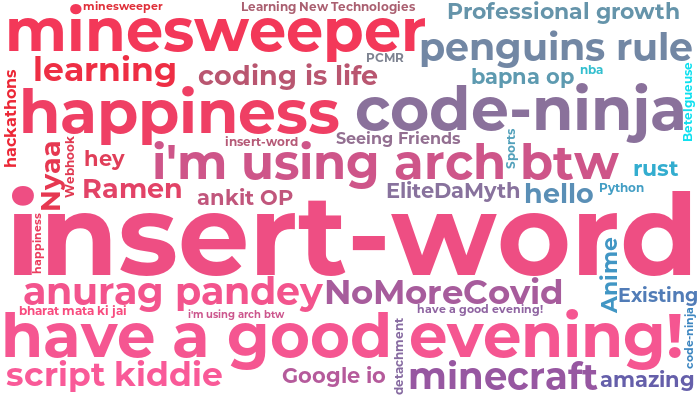 minesweeper
Learning New Technologies
Professional growth
minesweeper
penguins rule
PCMR
learning
coding is life
bapna op
nba
hackathons
happiness
code-ninja
Betelgueuse
insert-word
Seeing Friends
Sports
Nyaa
Webhook
hey
i'm using arch btw
rust
Ramen
ankit OP
EliteDaMyth
hello
Python
happiness
insert-word
Anime
anurag pandey
NoMoreCovid
Existing
bharat mata ki jai
i'm using arch btw
have a good evening!
code-ninja
have a good evening!
detachment
script kiddie
Google io
minecraft
amazing